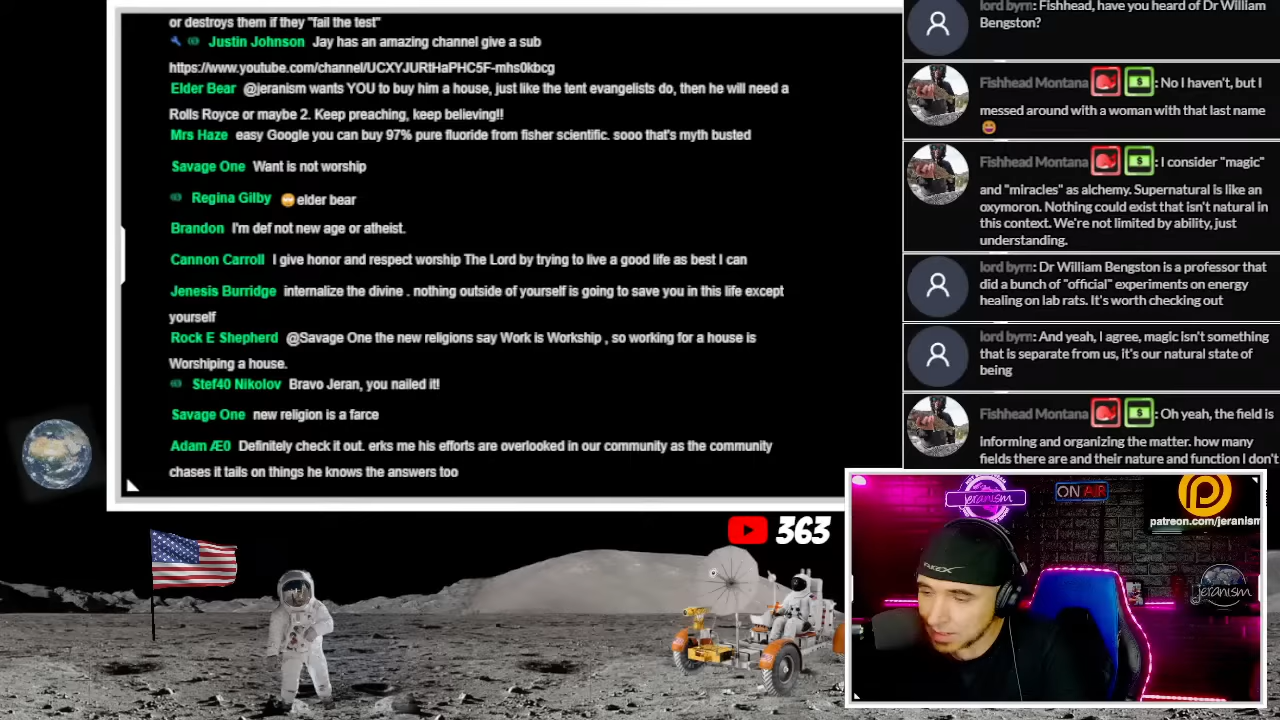 or destroys them if they "fail the test"
Justin Johnson Jay has an amazing channel give a sub
https://www.youtube.com/channel/UCXYJURtHaPHC5F-mhs0kbcg
Elder Bear @jeranism wants YOU to buy him a house, just like the tent evangelists do, then he will need a
Rolls Royce or maybe 2. Keep preaching, keep believing!!
Mrs Haze easy Google you can buy 97% pure fluoride from fisher scientific. sooo that's myth busted
Savage One Want is not worship
Regina Gilby 🙄elder bear
Brandon I'm def not new age or atheist.
Cannon Carroll I give honor and respect worship The Lord by trying to live a good life as best I can
Jenesis Burridge internalize the divine . nothing outside of yourself is going to save you in this life except
yourself
Rock E Shepherd @Savage One the new religions say Work is Workship , so working for a house is
Worshiping a house.
Stef40 Nikolov Bravo Jeran, you nailed it!
Savage One new religion is a farce
Adam Æ0 Definitely check it out. erks me his efforts are overlooked in our community as the community
chases it tails on things he knows the answers too
lord byrn: Fishhead, have you heard of Dr William
Bengston?
Fishhead Montana : No I haven't, but I
messed around with a woman with that last name
😄
Fishhead Montana : I consider "magic"
and "miracles" as alchemy. Supernatural is like an
oxymoron. Nothing could exist that isn't natural in
this context. We're not limited by ability, just
understanding.
lord byrn: Dr William Bengston is a professor that
did a bunch of "official" experiments on energy
healing on lab rats. It's worth checking out
lord byrn: And yeah, I agree, magic isn't something
that is separate from us, it's our natural state of
being
Fishhead Montana : Oh yeah, the field is
informing and organizing the matter. how many
fields there are and their nature and function I don't
363
jeranism
ON AIR
patreon.com/jeranism
jeranism